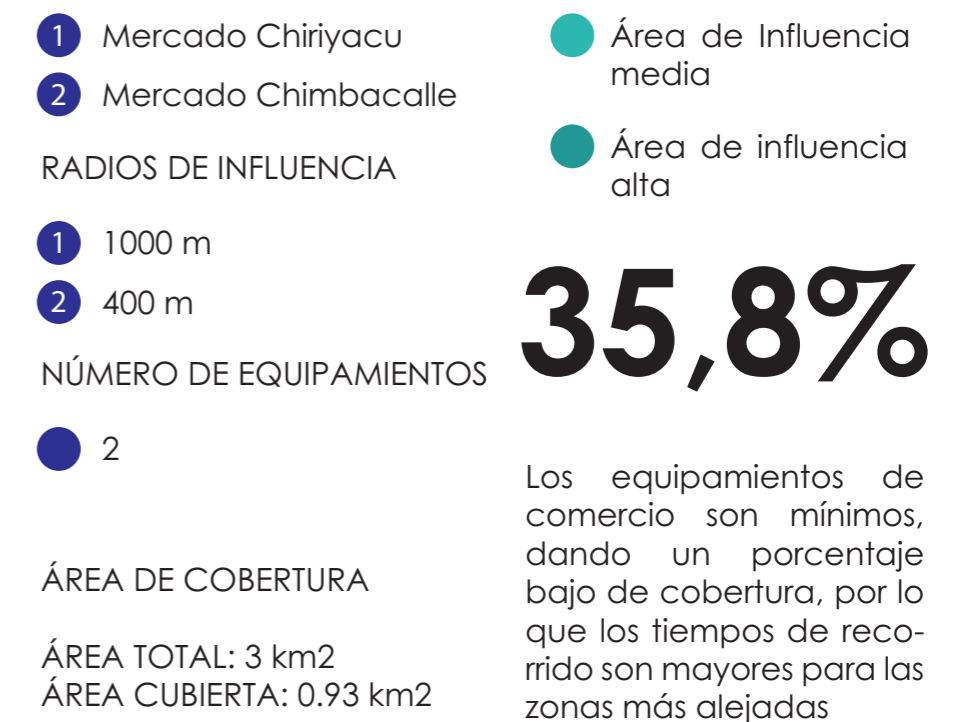 1 Mercado Chiriyacu
2 Mercado Chimbacalle
RADIOS DE INFLUENCIA
1 1000 m
2 400 m
NÚMERO DE EQUIPAMIENTOS
2
ÁREA DE COBERTURA
ÁREA TOTAL: 3 km2
ÁREA CUBIERTA: 0.93 km2
Área de Influencia
media
Área de influencia
alta
35,8%
Los equipamientos de
comercio son mínimos,
dando un porcentaje
bajo de cobertura, por lo
que los tiempos de reco-
rrido son mayores para las
zonas más alejadas